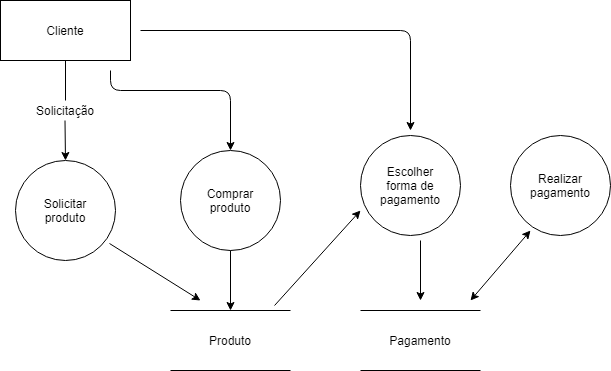 Cliente
Solicitação
Solicitar
produto
Comprar
produto
Escolher
forma de
pagamento
Realizar
pagamento
Produto
Pagamento